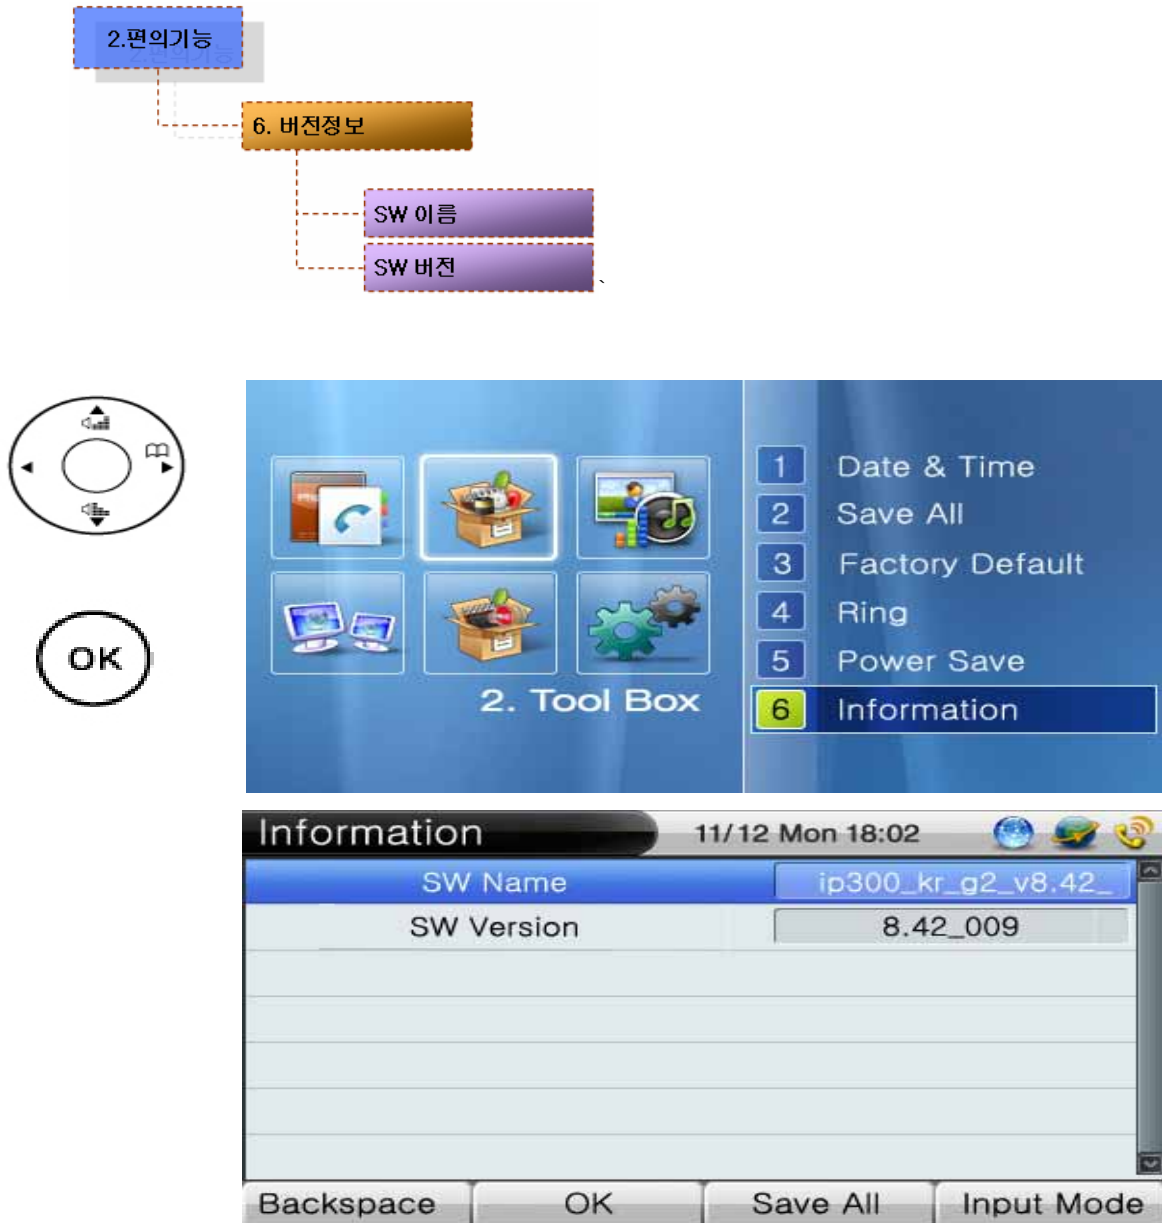 2.편의기능
6. 버전정보
SW 이름
SW 버전
`
OK
1 Date & Time
2 Save All
3 Factory Default
4 Ring
5 Power Save
6 Information
2. Tool Box
Information 11/12 Mon 18:02
SW Name ip300_kr_g2_v8.42_
SW Version 8.42_009
Backspace OK Save All Input Mode